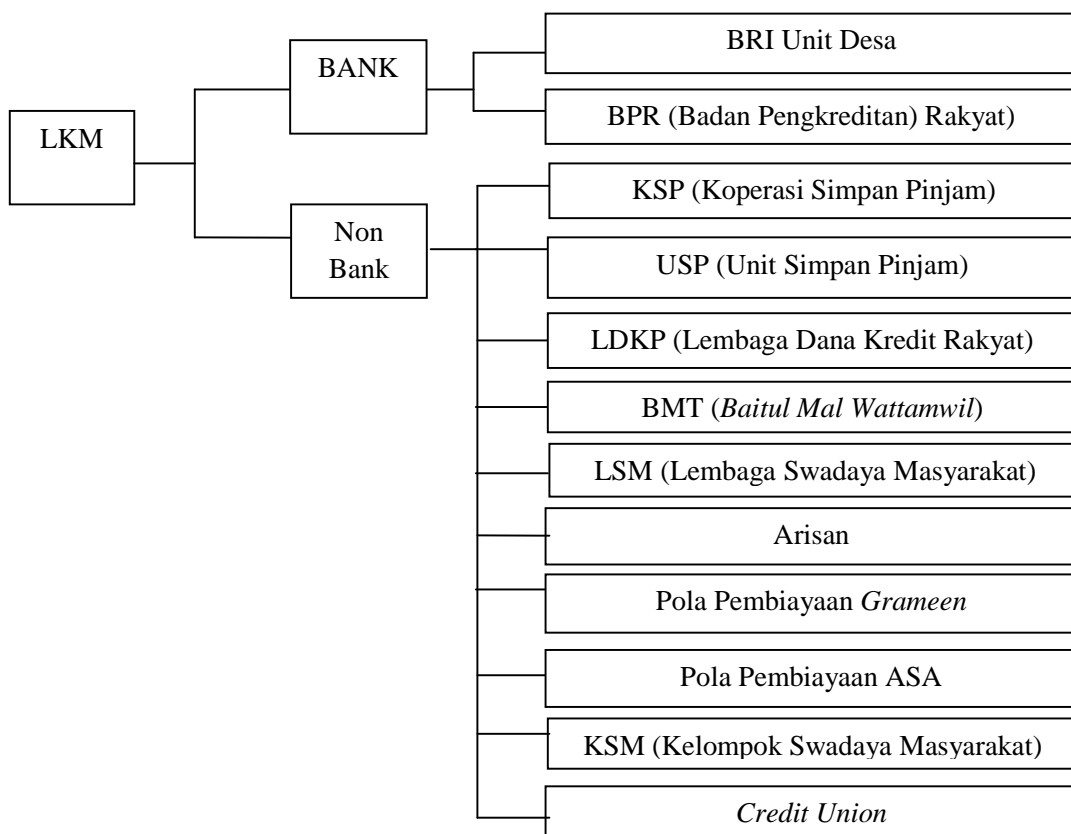 LKM
BANK
BRI Unit Desa
BPR (Badan Pengkreditan) Rakyat)
Non
Bank
KSP (Koperasi Simpan Pinjam)
USP (Unit Simpan Pinjam)
LDKP (Lembaga Dana Kredit Rakyat)
BMT (Baitul Mal Wattamwil)
LSM (Lembaga Swadaya Masyarakat)
Arisan
Pola Pembiayaan Grameen
Pola Pembiayaan ASA
KSM (Kelompok Swadaya Masyarakat)
Credit Union